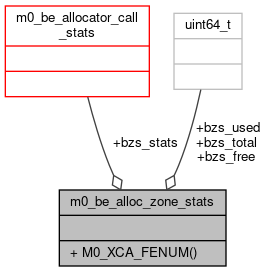 m0_be_allocator_call
_stats
uint64_t
+bzs_stats
+bzs_used
+bzs_total
+bzs_free
m0_be_alloc_zone_stats
+ M0_XCA_FENUM()